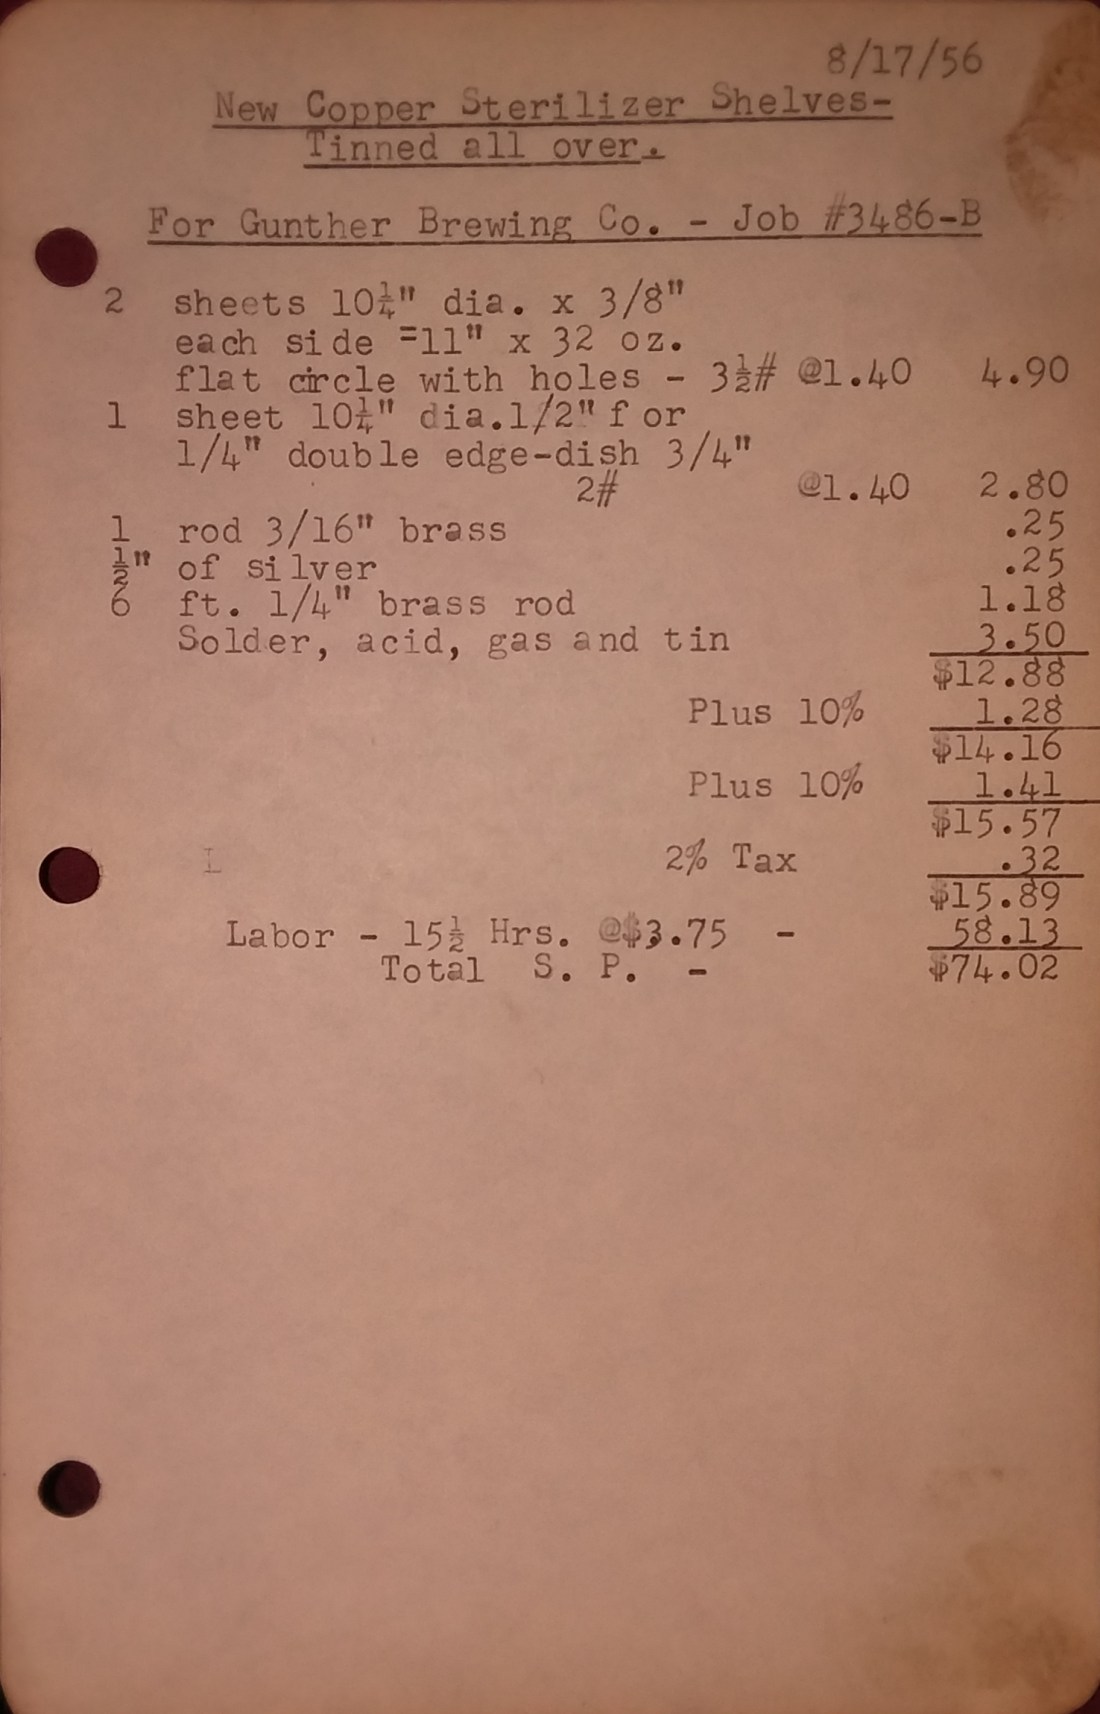 8/17/56
New Copper Sterilizer Shelves-
Tinned all over.
For Gunther Brewing Co. - Job #3486-B
2 sheets 10¼" dia. x 3/8"
each side =11" x 32 oz.
flat circle with holes - 3½# @1.40 4.90
1 sheet 10¼" dia.1/2" f or
1/4" double edge-dish 3/4"
2# @1.40 2.80
1 rod 3/16" brass .25
½" of silver .25
6 ft. 1/4" brass rod 1.18
Solder, acid, gas and tin 3.50
$12.88
Plus 10% 1.28
$14.16
Plus 10% 1.41
$15.57
L 2% Tax .32
$15.89
Labor - 15½ Hrs. @$3.75 - 58.13
Total S. P. - $74.02